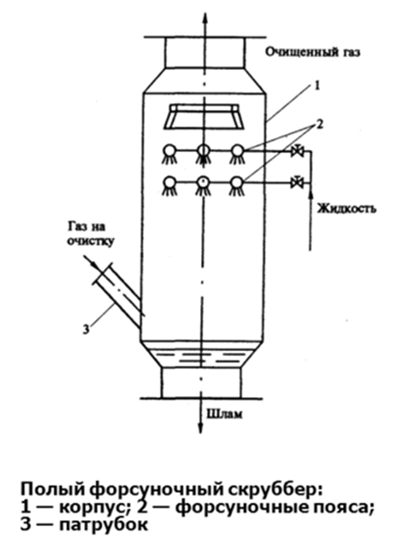 Очищенный газ
1
2
Жидкость
Газ на
очистку
3
Шлам
Полый форсуночный скруббер:
1 — корпус; 2 — форсуночные пояса;
3 — патрубок